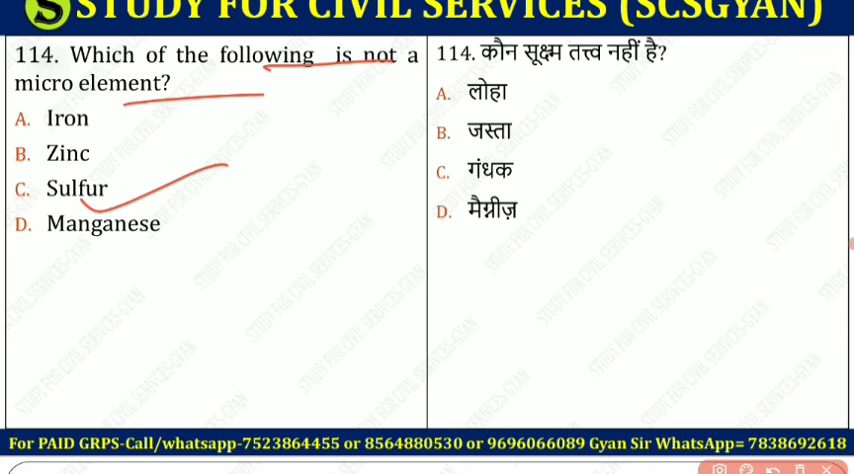 S STUDY FOR CIVIL SERVICES (SCSGYAN)
114. Which of the following is not a
micro element?
A. Iron
B. Zinc
C. Sulfur
D. Manganese
114. कौन सूक्ष्म तत्त्व नहीं है?
A. लोहा
B. जस्ता
C. गंधक
D. मैग्नीज़
For PAID GRPS-Call/whatsapp-7523864455 or 8564880530 or 9696066089 Gyan Sir WhatsApp= 7838692618